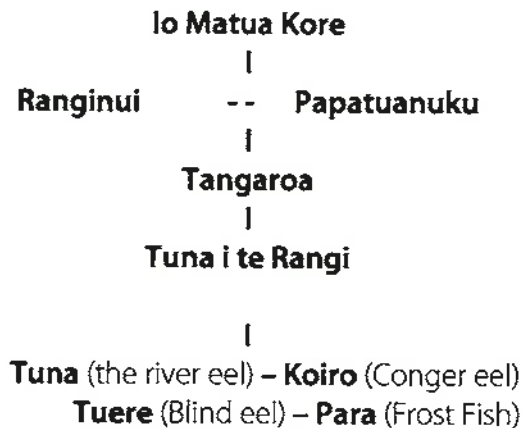 Io Matua Kore
Ranginui -- Papatuanuku
Tangaroa
Tuna i te Rangi
Tuna (the river eel) – Koiro (Conger eel)
Tuere (Blind eel) – Para (Frost Fish)